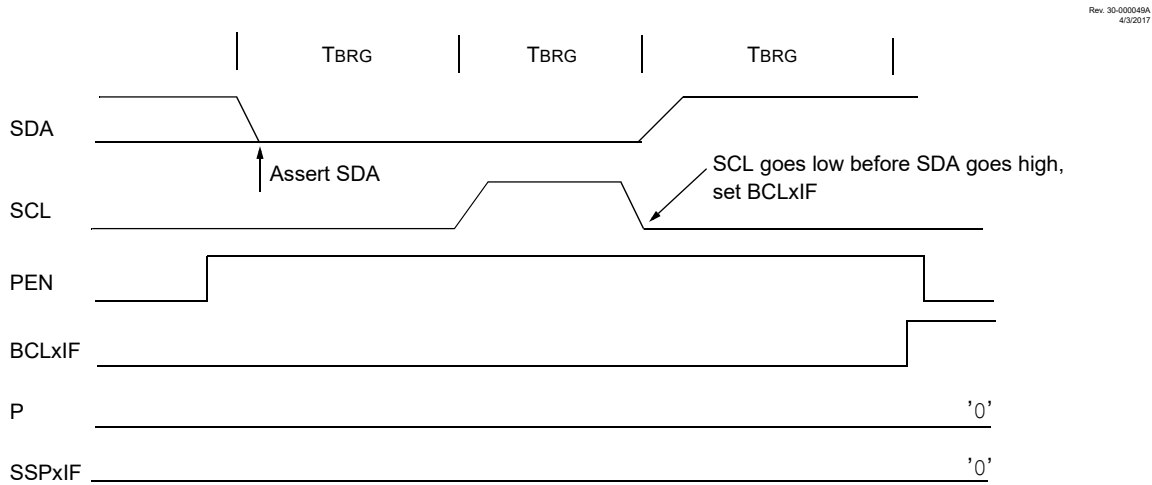 Rev. 30-000049A
4/3/2017
TBRG TBRG TBRG
SDA
Assert SDA
SCL goes low before SDA goes high,
set BCLxIF
SCL
PEN
BCLxIF
P '0'
SSPxIF '0'